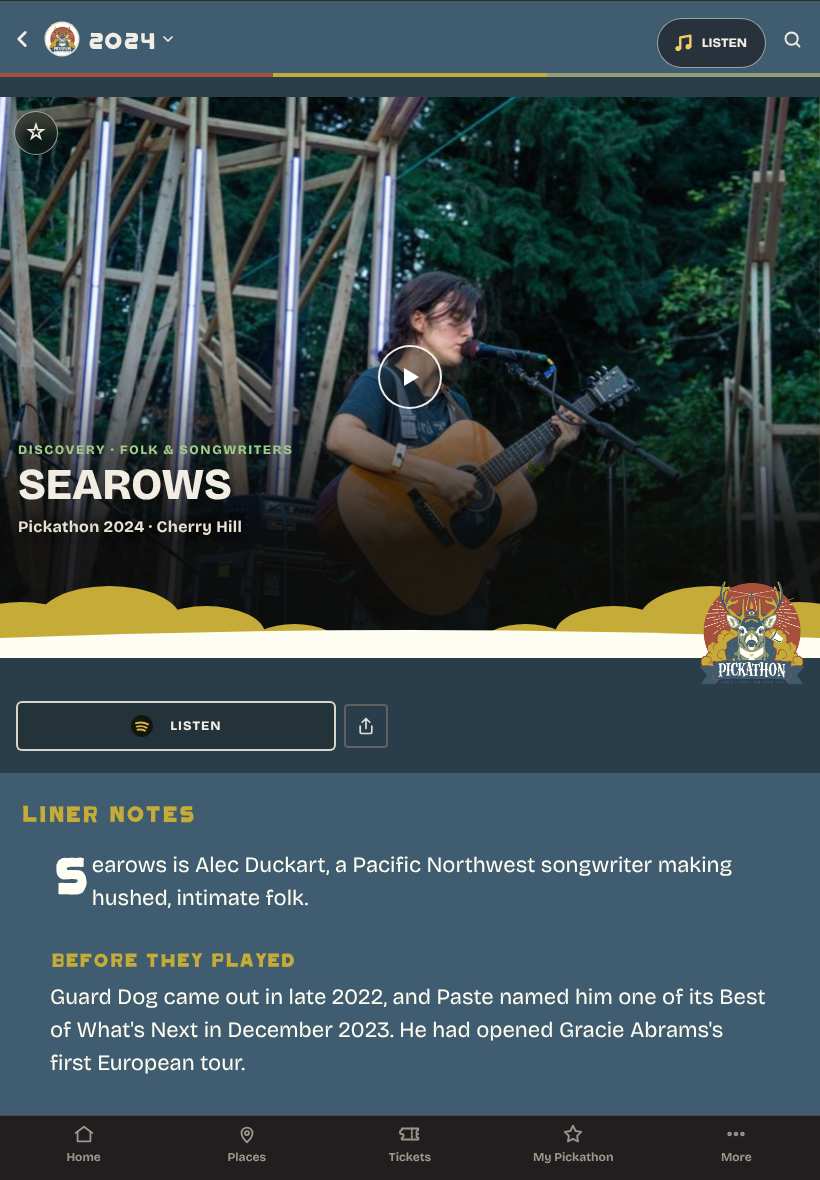 2024
LISTEN
DISCOVERY • FOLK & SONGWRITERS
SEAROWS
Pickathon 2024 · Cherry Hill
PICKATHON
LISTEN
LINER NOTES
Searows is Alec Duckart, a Pacific Northwest songwriter making
hushed, intimate folk.
BEFORE THEY PLAYED
Guard Dog came out in late 2022, and Paste named him one of its Best
of What's Next in December 2023. He had opened Gracie Abrams's
first European tour.
Home
Places
Tickets
My Pickathon
More